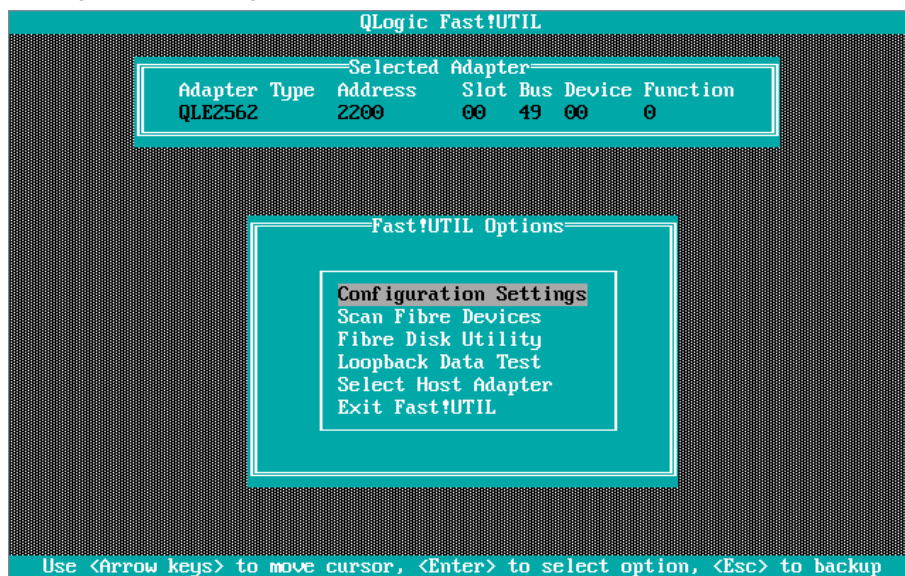 QLogic Fast!UTIL
Selected Adapter
Adapter Type Address Slot Bus Device Function
QLE2562 2200 00 49 00 0
Fast!UTIL Options
Configuration Settings
Scan Fibre Devices
Fibre Disk Utility
Loopback Data Test
Select Host Adapter
Exit Fast!UTIL
Use <Arrow keys> to move cursor, <Enter> to select option, <Esc> to backup